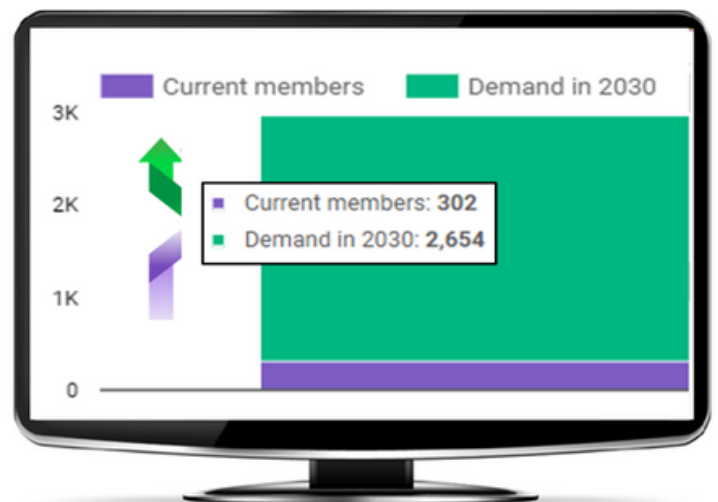 Current members
Demand in 2030
3K
2K
1K
0
Current members: 302
Demand in 2030: 2,654